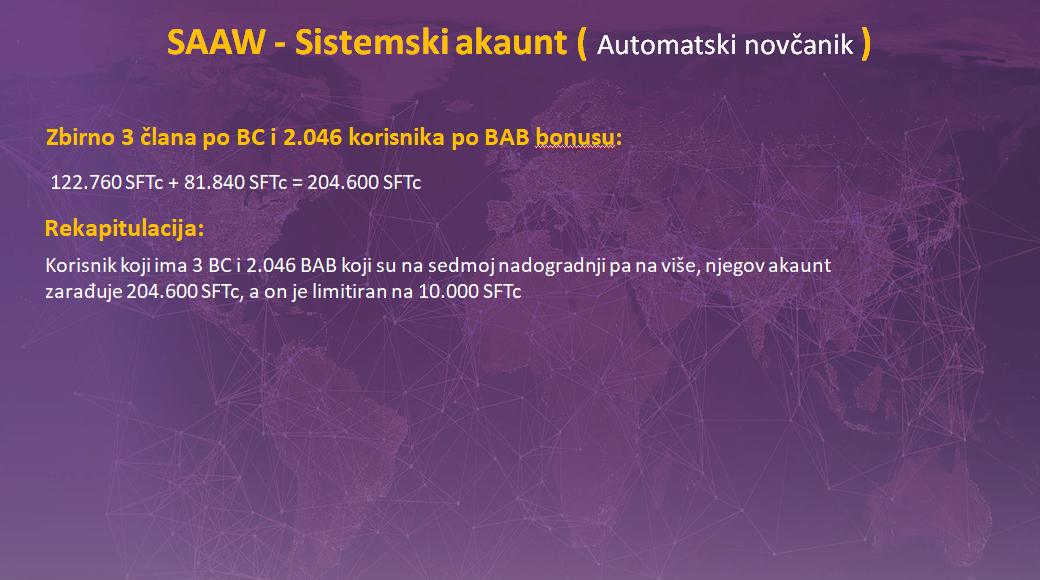 SAAW - Sistemski akaunt ( Automatski novčanik )
Zbirno 3 člana po BC i 2.046 korisnika po BAB bonusu:
122.760 SFTc + 81.840 SFTc = 204.600 SFTc
Rekapitulacija:
Korisnik koji ima 3 BC i 2.046 BAB koji su na sedmoj nadogradnji pa na više, njegov akaunt
zarađuje 204.600 SFTc, a on je limitiran na 10.000 SFTc